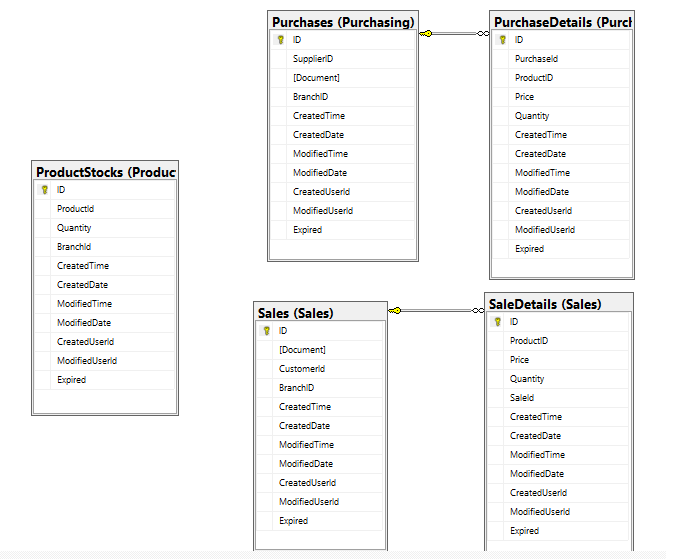 Purchases (Purchasing)
ID
SupplierID
[Document]
BranchID
CreatedTime
CreatedDate
ModifiedTime
ModifiedDate
CreatedUserId
ModifiedUserId
Expired
PurchaseDetails (Purch
ID
PurchaseId
ProductID
Price
Quantity
CreatedTime
CreatedDate
ModifiedTime
ModifiedDate
CreatedUserId
ModifiedUserId
Expired
ProductStocks (Produc
ID
ProductId
Quantity
BranchId
CreatedTime
CreatedDate
ModifiedTime
ModifiedDate
CreatedUserId
ModifiedUserId
Expired
Sales (Sales)
ID
[Document]
CustomerId
BranchID
CreatedTime
CreatedDate
ModifiedTime
ModifiedDate
CreatedUserId
ModifiedUserId
Expired
SaleDetails (Sales)
ID
ProductID
Price
Quantity
SaleId
CreatedTime
CreatedDate
ModifiedTime
ModifiedDate
CreatedUserId
ModifiedUserId
Expired